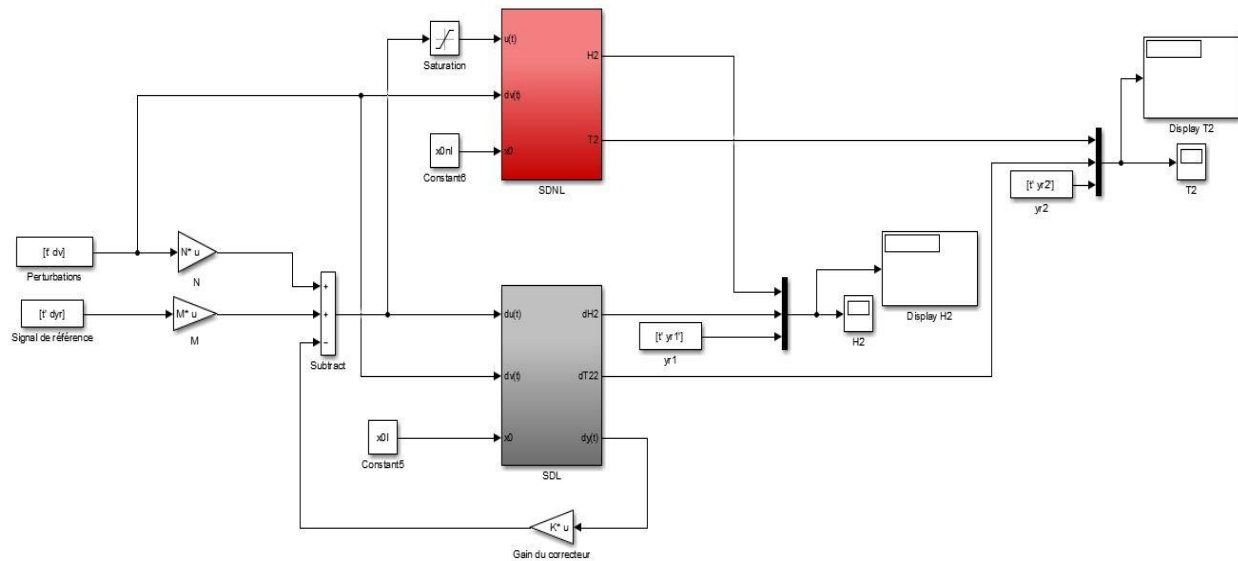 u(t)
H2
Saturation
dv(t)
T2
x0nl
x0
Constant6
SDNL
Display T2
T2
[t' yr2']
yr2
[t' dv]
Perturbations
N* u
N
[t' dyr]
Signal de référence
M* u
M
+
+
−
Subtract
du(t)
dH2
dv(t)
dT22
x0l
x0
dy(t)
Constant5
SDL
[t' yr1']
yr1
Display H2
H2
K* u
Gain du correcteur